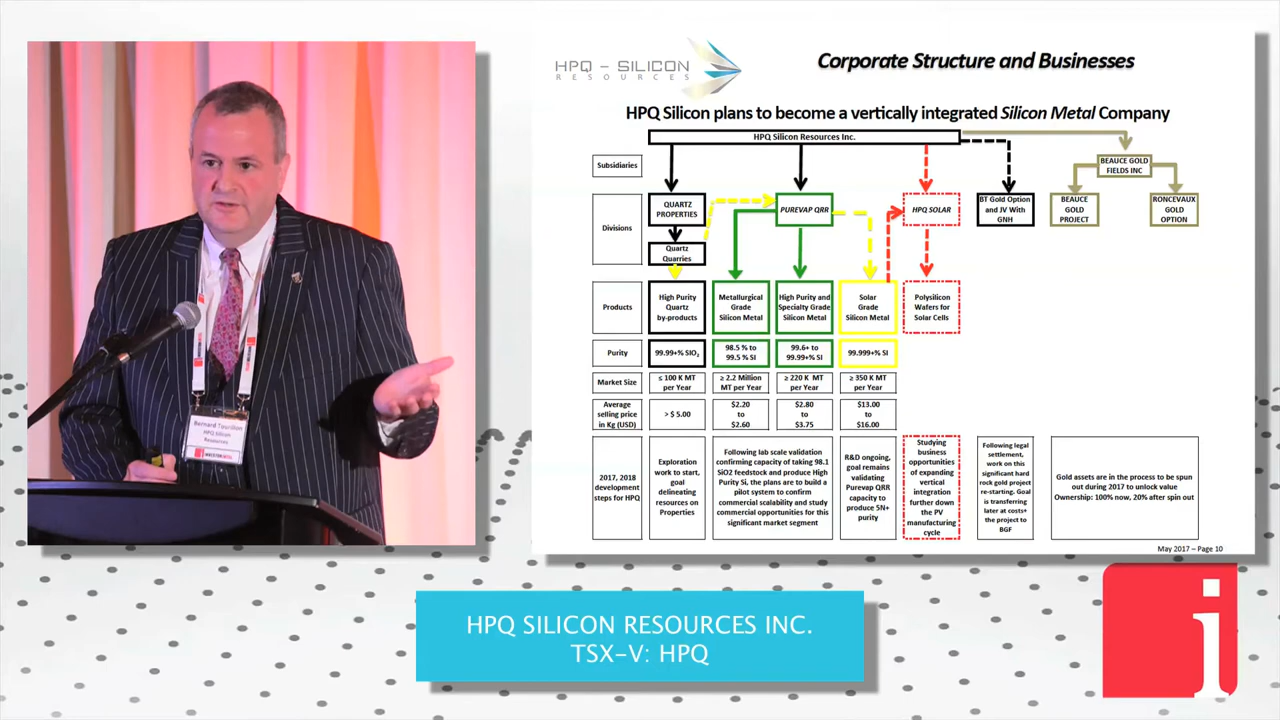 HPQ – SILICON
RESOURCES
Corporate Structure and Businesses
HPQ Silicon plans to become a vertically integrated Silicon Metal Company
HPQ Silicon Resources Inc.
Subsidiaries
BEAUCE GOLD
FIELDS INC
Divisions
QUARTZ
PROPERTIES
PUREVAP QRR
HPQ SOLAR
BT Gold Option
and JV With
GNH
BEAUCE
GOLD
PROJECT
RONCEVAUX
GOLD
OPTION
Quartz
Quarries
Products
High Purity
Quartz
by-products
Metallurgical
Grade
Silicon Metal
High Purity and
Specialty Grade
Silicon Metal
Solar
Grade
Silicon Metal
Polysilicon
Wafers for
Solar Cells
Purity
99.99+% SIO₂
98.5 % to
99.5 % SI
99.6+ to
99.99+% SI
99.999+% SI
Market Size
≤ 100 K MT
per Year
≥ 2.2 Million
MT per Year
≥ 220 K MT
per Year
≥ 350 K MT
per Year
Average
selling price
in Kg (USD)
> $ 5.00
$2.20
to
$2.60
$2.80
to
$3.75
$13.00
to
$16.00
2017, 2018
development
steps for HPQ
Exploration
work to start,
goal
delineating
resources on
Properties
Following lab scale validation
confirming capacity of taking 98.1
SiO2 feedstock and produce High
Purity Si, the plans are to build a
pilot system to confirm
commercial scalability and study
commercial opportunities for this
significant market segment
R&D ongoing,
goal remains
validating
Purevap QRR
capacity to
produce 5N+
purity
Studying
business
opportunities
of expanding
vertical
integration
further down
the PV
manufacturing
cycle
Following legal
settlement,
work on this
significant hard
rock gold project
re-starting. Goal
is transferring
later at costs+
the project to
BGF
Gold assets are in the process to be spun
out during 2017 to unlock value
Ownership: 100% now, 20% after spin out
May 2017 – Page 10
Bernard Tourillon
HPQ Silicon
Resources
HPQ SILICON RESOURCES INC.
TSX-V: HPQ
i